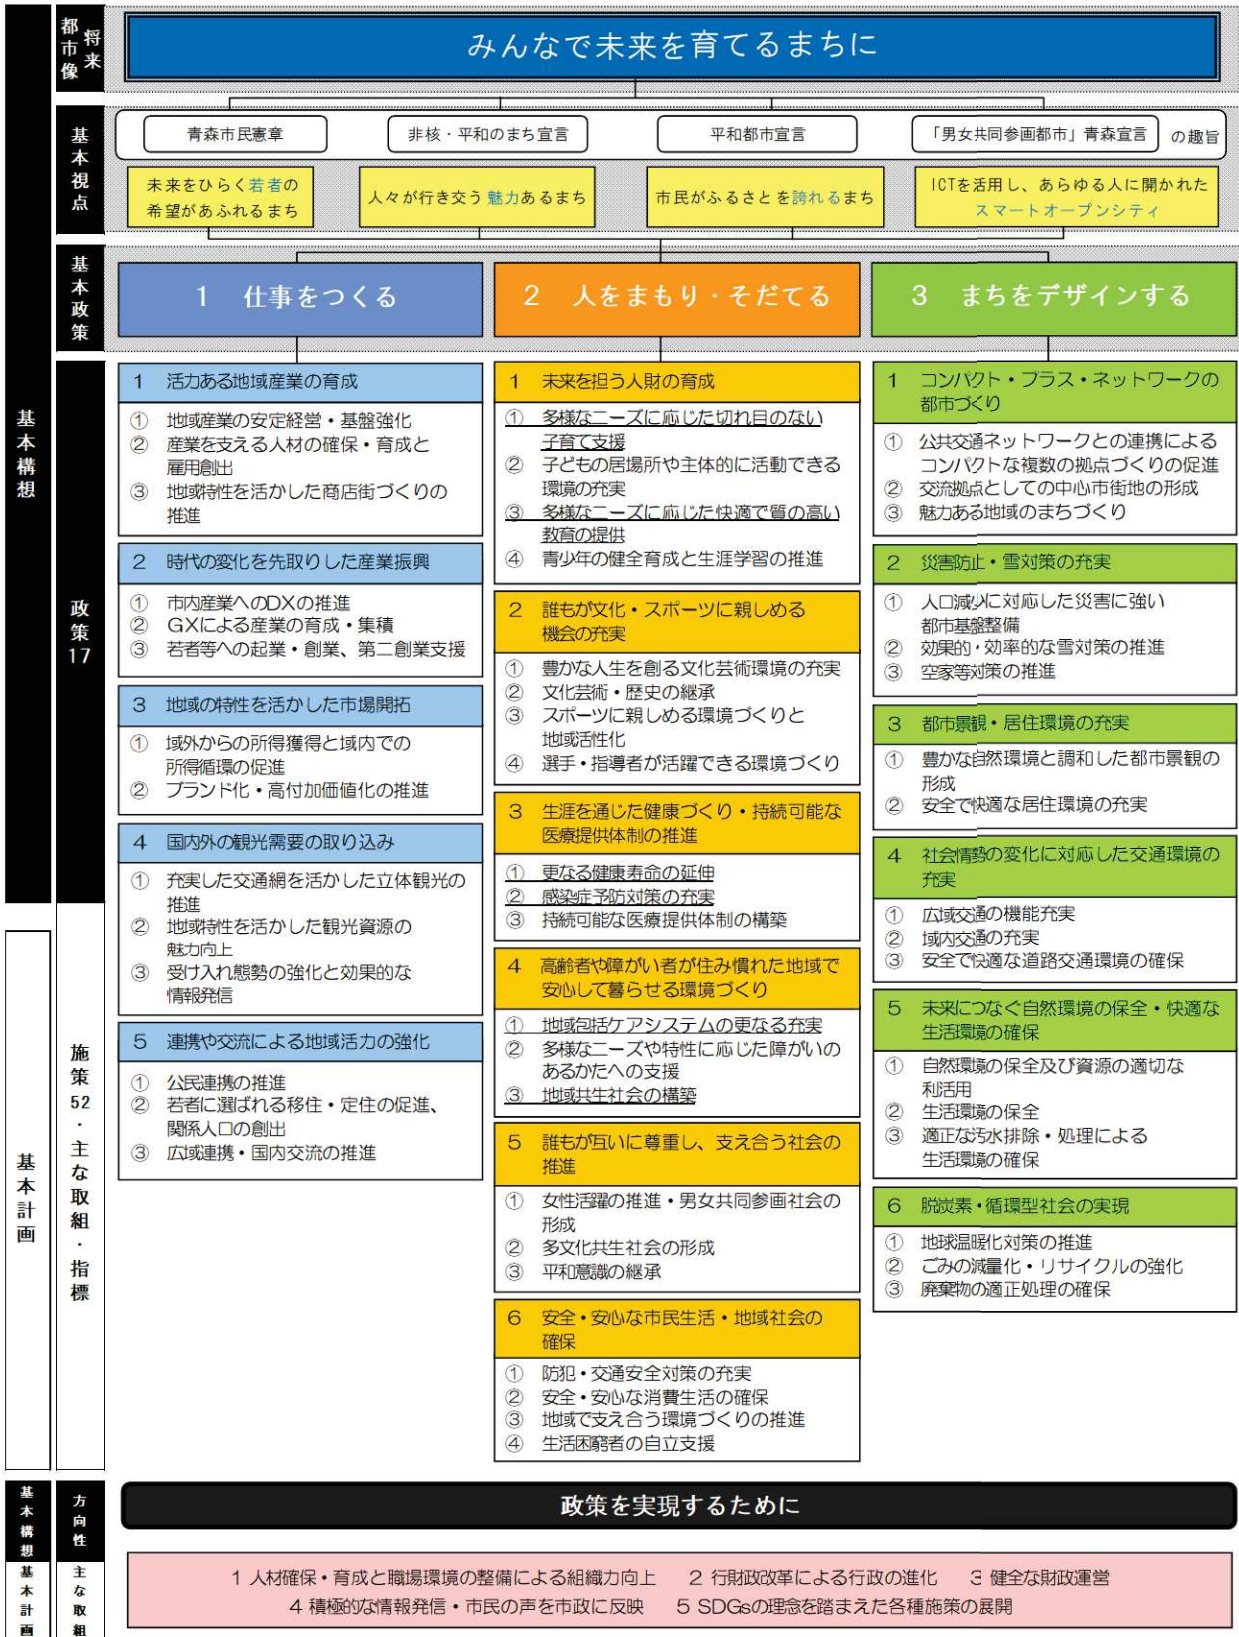 将来
都市像
みんなで未来を育てるまちに
基本視点
青森市民憲章
非核・平和のまち宣言
平和都市宣言
「男女共同参画都市」青森宣言
の趣旨
未来をひらく若者の
希望があふれるまち
人々が行き交う魅力あるまち
市民がふるさとを誇れるまち
ICTを活用し、あらゆる人に開かれた
スマートオープンシティ
基本政策
1 仕事をつくる
2 人をまもり・そだてる
3 まちをデザインする
基本構想
政策17
基本計画
施策52・主な取組・指標
1 活力ある地域産業の育成
① 地域産業の安定経営・基盤強化
② 産業を支える人材の確保・育成と
雇用創出
③ 地域特性を活かした商店街づくりの
推進
2 時代の変化を先取りした産業振興
① 市内産業へのDXの推進
② GXによる産業の育成・集積
③ 若者等への起業・創業、第二創業支援
3 地域の特性を活かした市場開拓
① 域外からの所得獲得と域内での
所得循環の促進
② ブランド化・高付加価値化の推進
4 国内外の観光需要の取り込み
① 充実した交通網を活かした立体観光の
推進
② 地域特性を活かした観光資源の
魅力向上
③ 受け入れ態勢の強化と効果的な
情報発信
5 連携や交流による地域活力の強化
① 公民連携の推進
② 若者に選ばれる移住・定住の促進、
関係人口の創出
③ 広域連携・国内交流の推進
1 未来を担う人財の育成
① 多様なニーズに応じた切れ目のない
子育て支援
② 子どもの居場所や主体的に活動できる
環境の充実
③ 多様なニーズに応じた快適で質の高い
教育の提供
④ 青少年の健全育成と生涯学習の推進
2 誰もが文化・スポーツに親しめる
機会の充実
① 豊かな人生を創る文化芸術環境の充実
② 文化芸術・歴史の継承
③ スポーツに親しめる環境づくりと
地域活性化
④ 選手・指導者が活躍できる環境づくり
3 生涯を通じた健康づくり・持続可能な
医療提供体制の推進
① 更なる健康寿命の延伸
② 感染症予防対策の充実
③ 持続可能な医療提供体制の構築
4 高齢者や障がい者が住み慣れた地域で
安心して暮らせる環境づくり
① 地域包括ケアシステムの更なる充実
② 多様なニーズや特性に応じた障がいの
あるかたへの支援
③ 地域共生社会の構築
5 誰もが互いに尊重し、支え合う社会の
推進
① 女性活躍の推進・男女共同参画社会の
形成
② 多文化共生社会の形成
③ 平和意識の継承
6 安全・安心な市民生活・地域社会の
確保
① 防犯・交通安全対策の充実
② 安全・安心な消費生活の確保
③ 地域で支え合う環境づくりの推進
④ 生活困窮者の自立支援
1 コンパクト・プラス・ネットワークの
都市づくり
① 公共交通ネットワークとの連携による
コンパクトな複数の拠点づくりの促進
② 交流拠点としての中心市街地の形成
③ 魅力ある地域のまちづくり
2 災害防止・雪対策の充実
① 人口減少に対応した災害に強い
都市基盤整備
② 効果的・効率的な雪対策の推進
③ 空家等対策の推進
3 都市景観・居住環境の充実
① 豊かな自然環境と調和した都市景観の
形成
② 安全で快適な居住環境の充実
4 社会情勢の変化に対応した交通環境の
充実
① 広域交通の機能充実
② 域内交通の充実
③ 安全で快適な道路交通環境の確保
5 未来につなぐ自然環境の保全・快適な
生活環境の確保
① 自然環境の保全及び資源の適切な
利活用
② 生活環境の保全
③ 適正な汚水排除・処理による
生活環境の確保
6 脱炭素・循環型社会の実現
① 地球温暖化対策の推進
② ごみの減量化・リサイクルの強化
③ 廃棄物の適正処理の確保
基本構想
方向性
政策を実現するために
基本計画
主な取組
1 人材確保・育成と職場環境の整備による組織力向上 2 行財政改革による行政の進化 3 健全な財政運営
4 積極的な情報発信・市民の声を市政に反映 5 SDGsの理念を踏まえた各種施策の展開